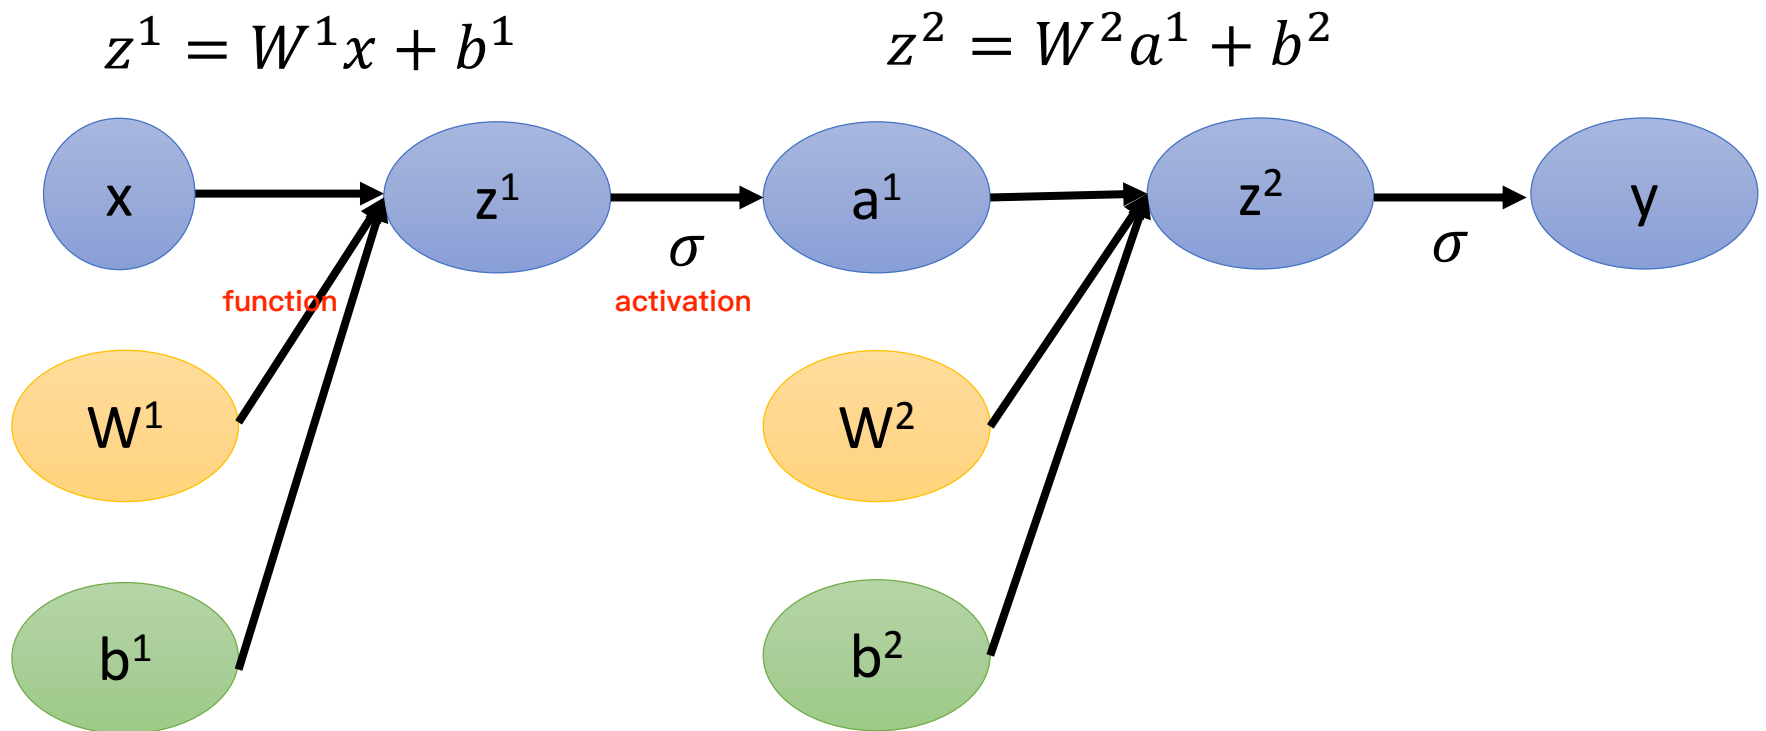 z¹ = W¹x + b¹
z² = W²a¹ + b²
x
z¹
a¹
z²
y
σ
σ
function
activation
W¹
W²
b¹
b²